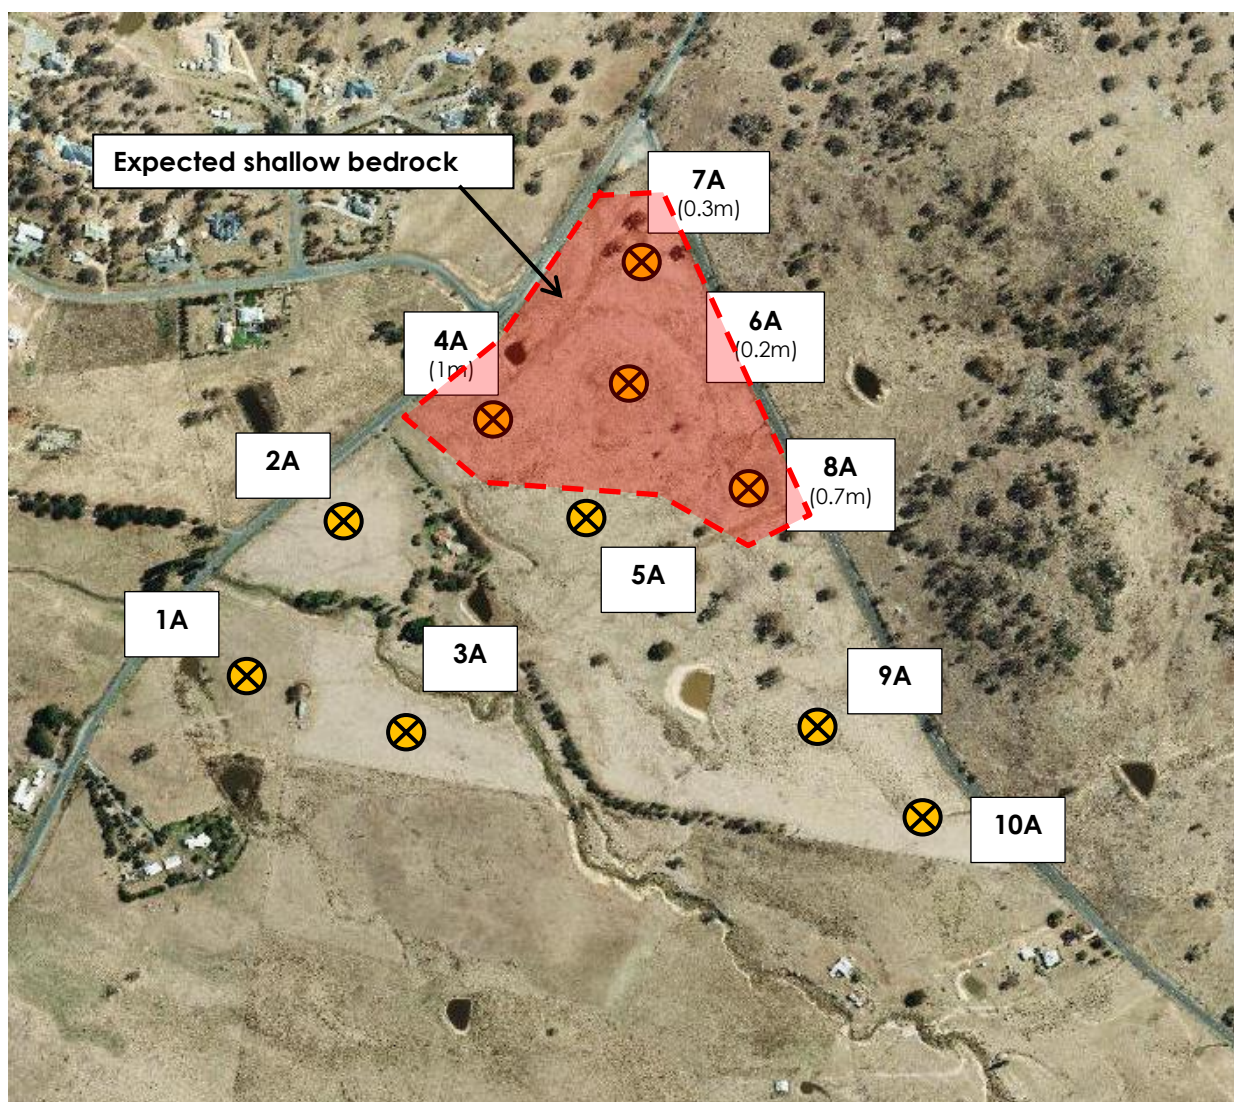 Expected shallow bedrock
7A
(0.3m)
4A
(1m)
6A
(0.2m)
2A
8A
(0.7m)
5A
1A
3A
9A
10A